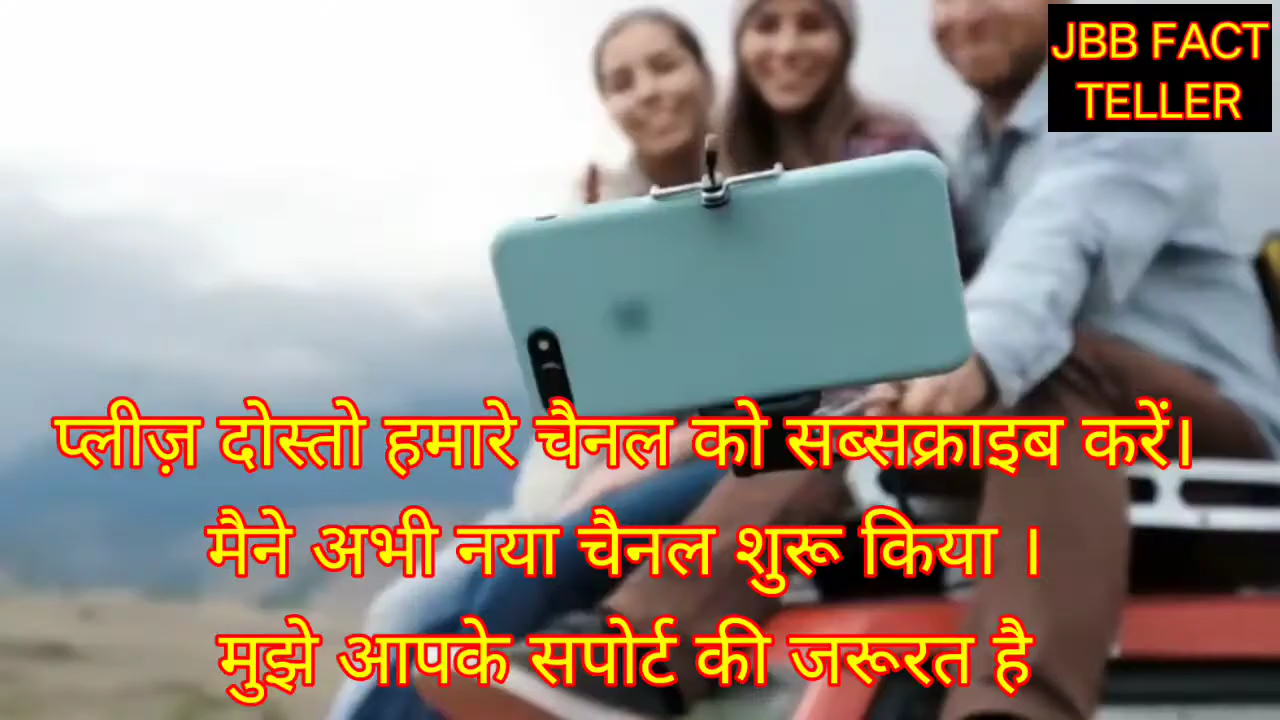 JBB FACT
TELLER
प्लीज़ दोस्तो हमारे चैनल को सब्सक्राइब करें।
मैने अभी नया चैनल शुरू किया ।
मुझे आपके सपोर्ट की जरूरत है